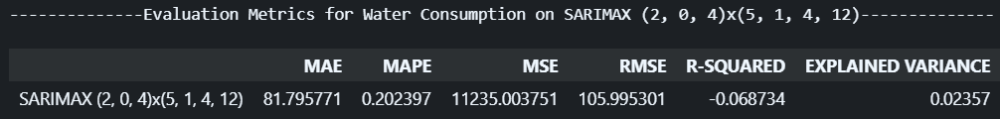 --------------Evaluation Metrics for Water Consumption on SARIMAX (2, 0, 4)x(5, 1, 4, 12)--------------
MAE MAPE MSE RMSE R-SQUARED EXPLAINED VARIANCE
SARIMAX (2, 0, 4)x(5, 1, 4, 12) 81.795771 0.202397 11235.003751 105.995301 -0.068734 0.02357